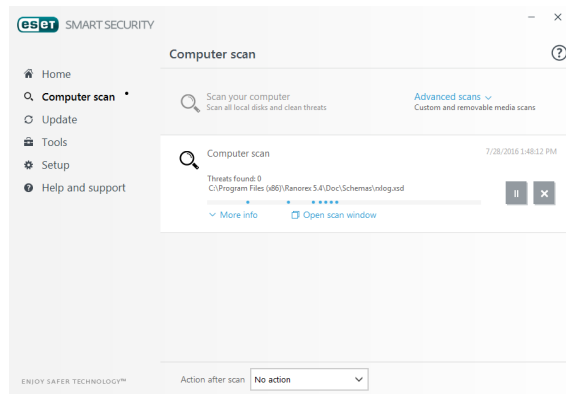 eset SMART SECURITY
Computer scan
?
Home
Computer scan
Update
Tools
Setup
Help and support
Scan your computer
Scan all local disks and clean threats
Advanced scans
Custom and removable media scans
Computer scan
7/28/2016 1:48:12 PM
Threats found: 0
C:\Program Files (x86)\Ranorex 5.4\Doc\Schemas\rxlog.xsd
More info
Open scan window
ENJOY SAFER TECHNOLOGY™
Action after scan No action